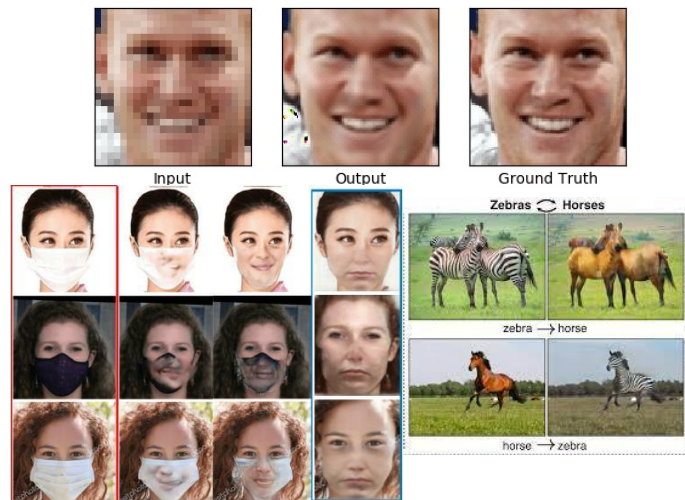 Input
Output
Ground Truth
Zebras Horses
zebra → horse
horse → zebra